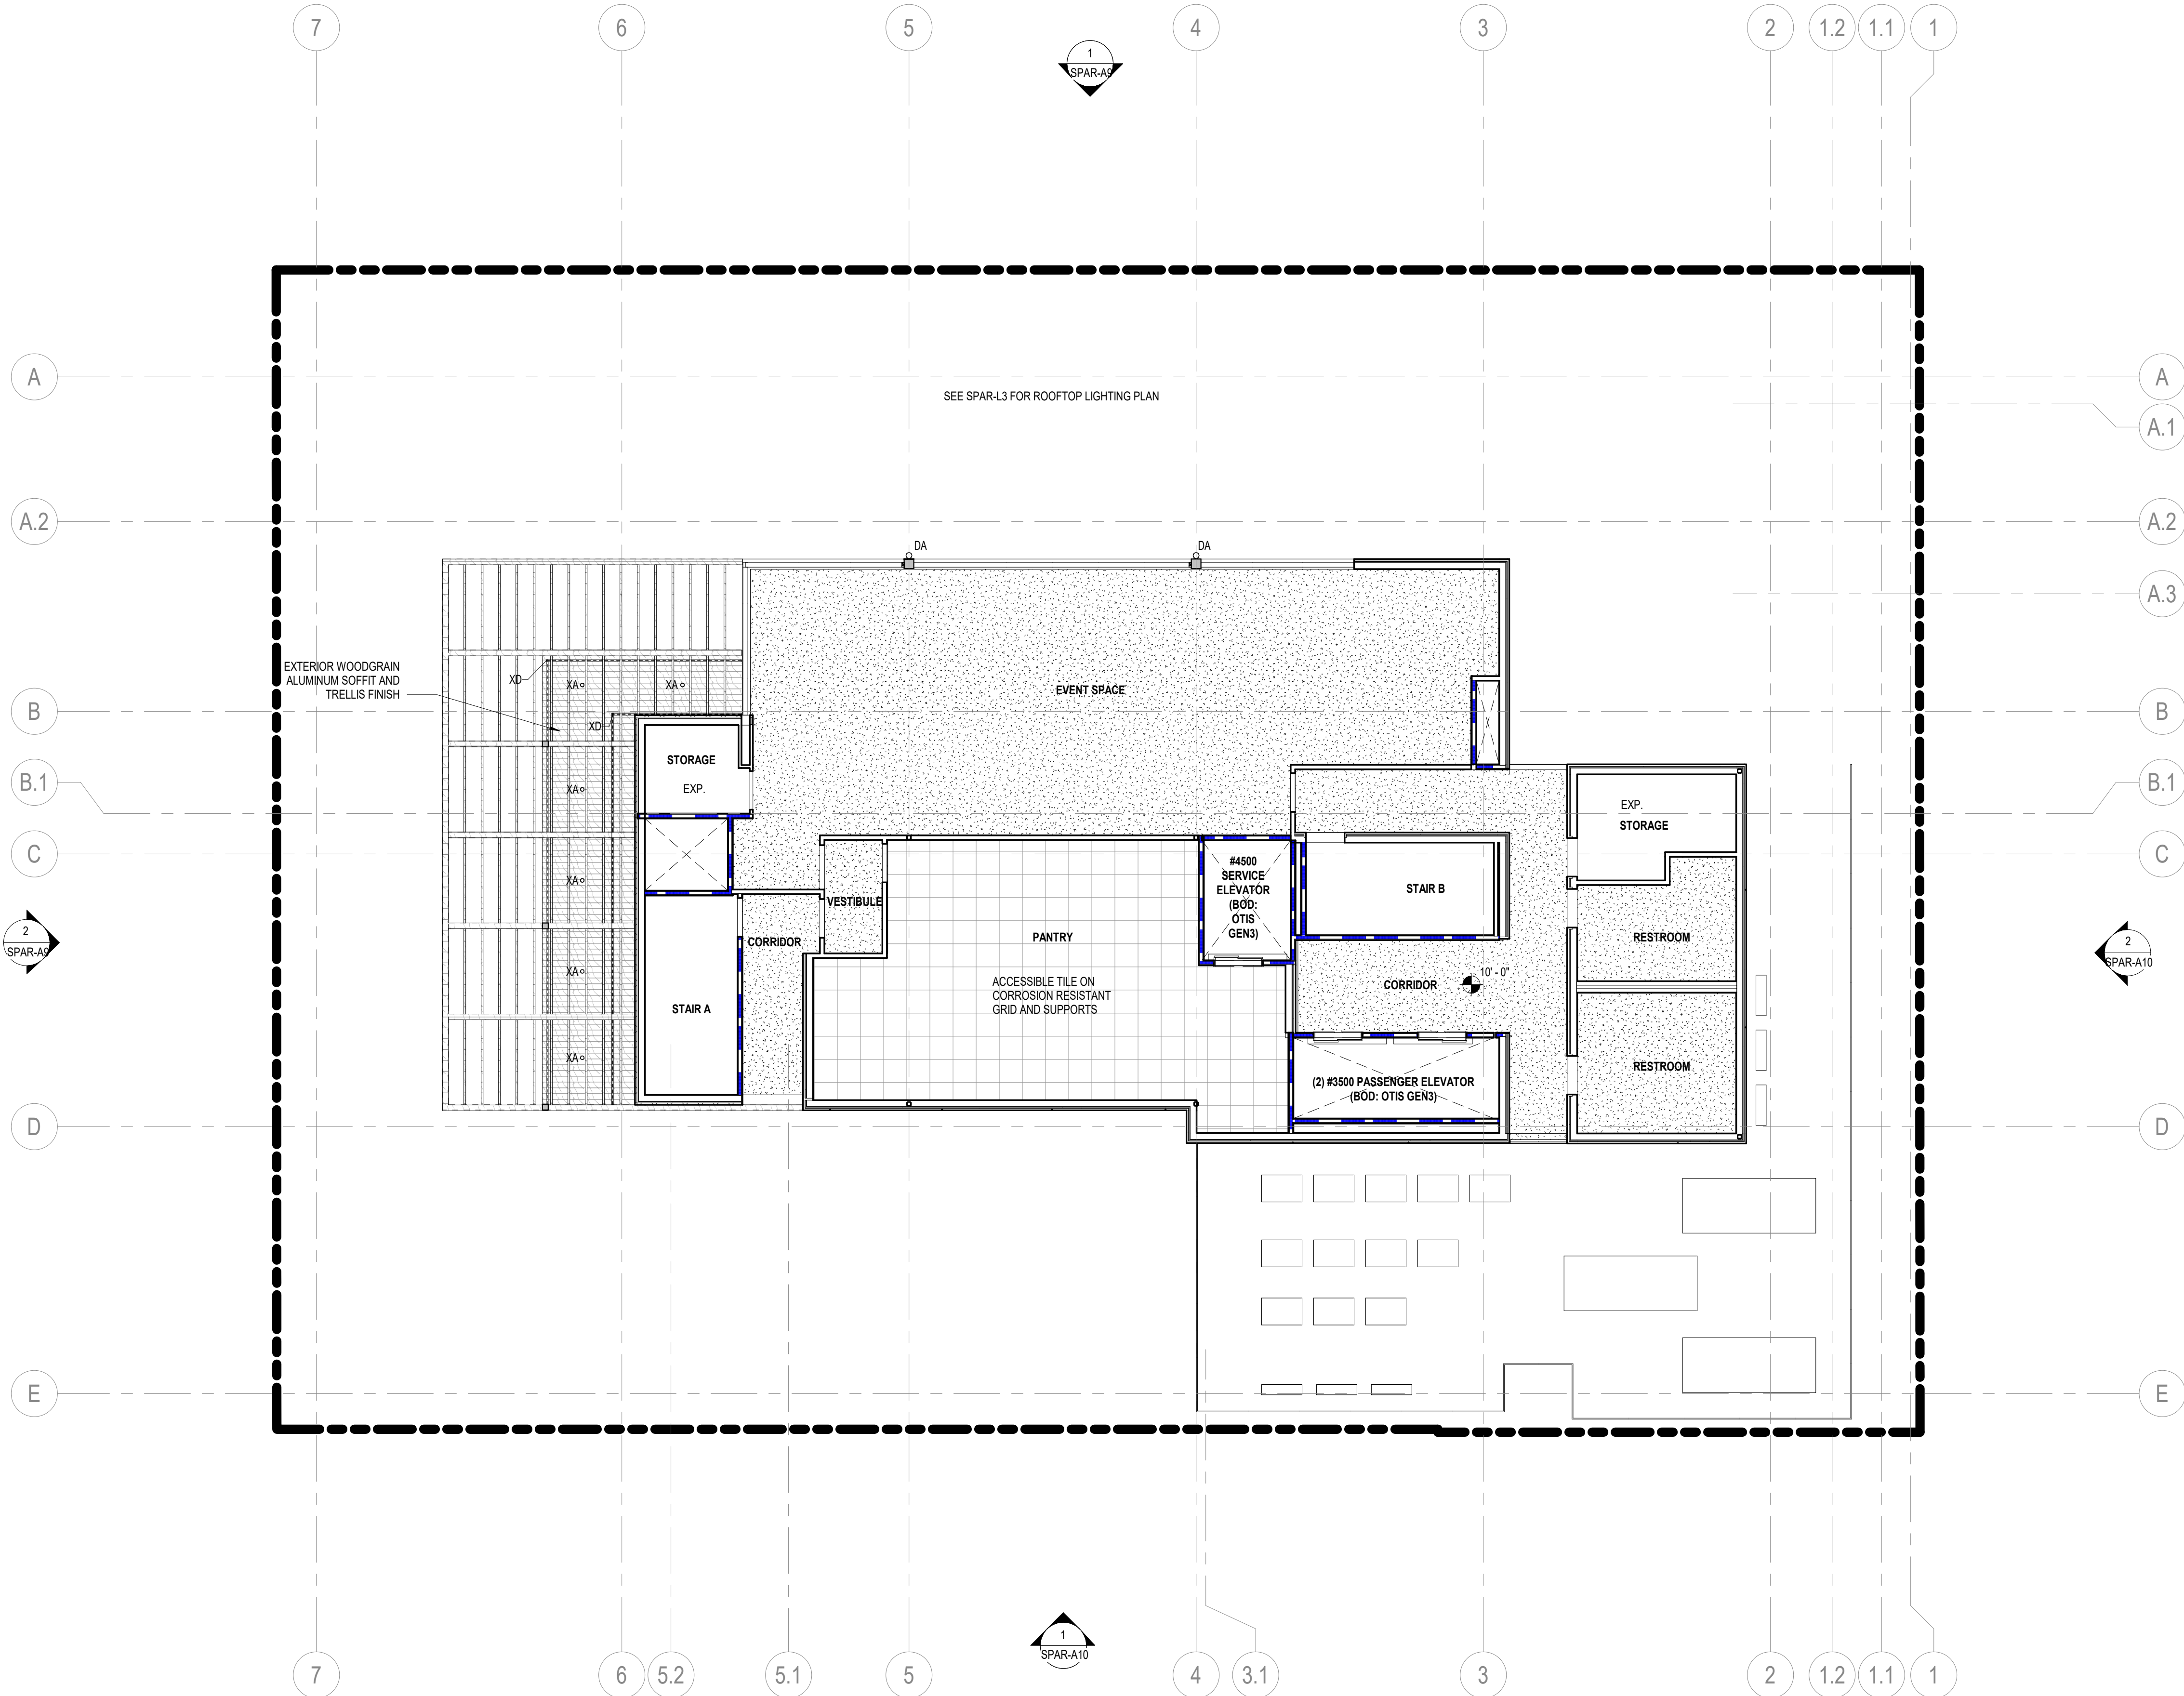 7
6
5
4
3
2
1.2
1.1
1
1
SPAR-A9
A
SEE SPAR-L3 FOR ROOFTOP LIGHTING PLAN
A
A.1
A.2
A.2
DA
DA
A.3
EXTERIOR WOODGRAIN
ALUMINUM SOFFIT AND
TRELLIS FINISH
XD
XA
XA
EVENT SPACE
B
XD
B
STORAGE
EXP.
B.1
XA
B.1
EXP.
STORAGE
C
C
#4500
SERVICE
ELEVATOR
(BOD:
OTIS
GEN3)
XA
STAIR B
VESTIBULE
2
SPAR-A9
CORRIDOR
PANTRY
RESTROOM
2
SPAR-A10
XA
CORRIDOR
10' - 0"
ACCESSIBLE TILE ON
CORROSION RESISTANT
GRID AND SUPPORTS
STAIR A
XA
RESTROOM
(2) #3500 PASSENGER ELEVATOR
(BOD: OTIS GEN3)
D
D
E
E
1
SPAR-A10
7
6
5.2
5.1
5
4
3.1
3
2
1.2
1.1
1